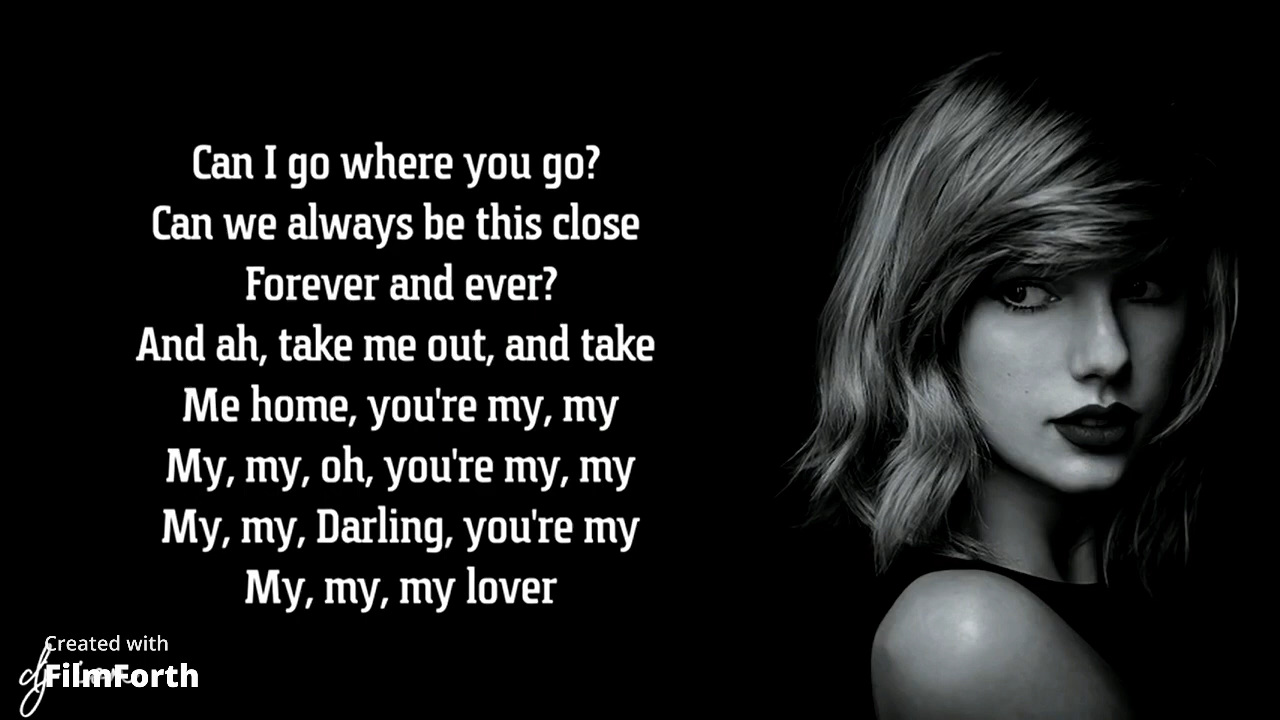 Can I go where you go?
Can we always be this close
Forever and ever?
And ah, take me out, and take
Me home, you're my, my
My, my, oh, you're my, my
My, my, Darling, you're my
My, my, my lover
Created with
FilmForth